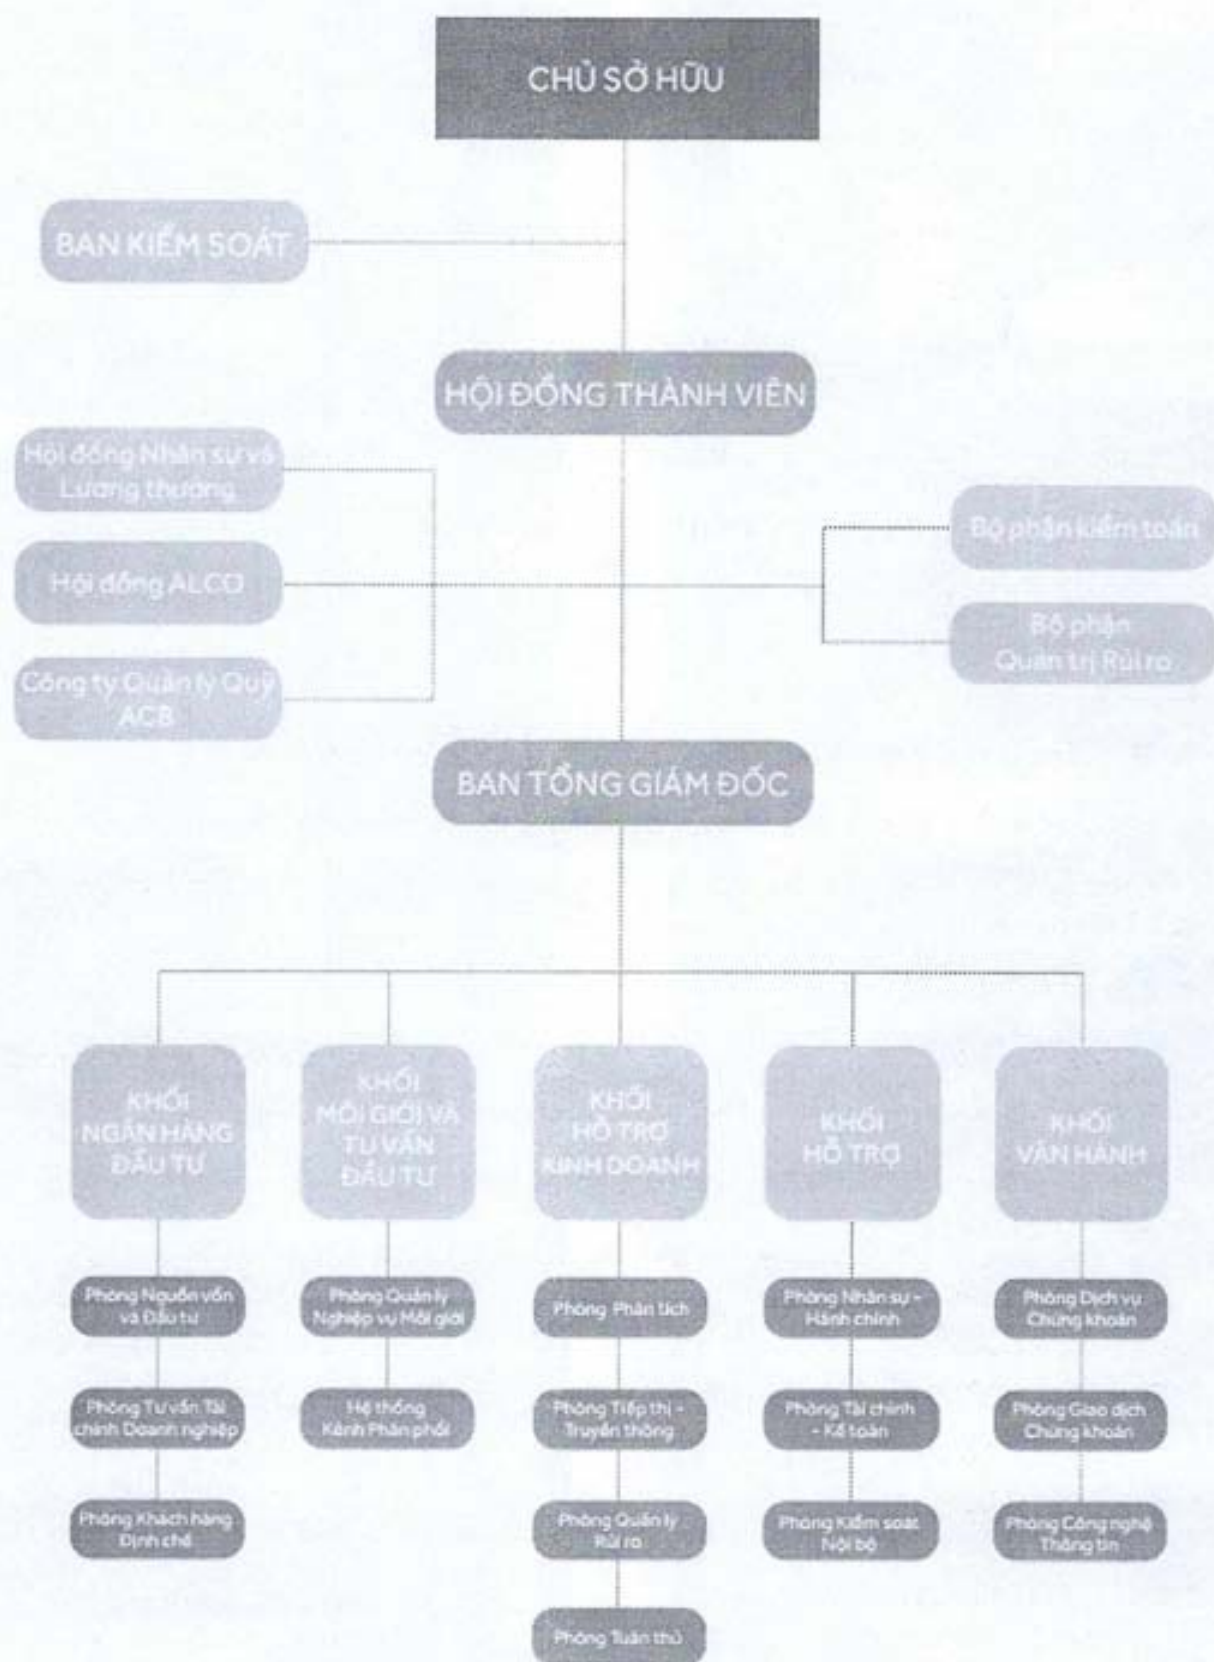 CHỦ SỞ HỮU
BAN KIỂM SOÁT
HỘI ĐỒNG THÀNH VIÊN
Hội đồng Nhân sự và
Lương thưởng
Hội đồng ALCO
Công ty Quản lý Quỹ
ACB
Bộ phận kiểm toán
Bộ phận
Quản trị Rủi ro
BAN TỔNG GIÁM ĐỐC
KHỐI
NGÂN HÀNG
ĐẦU TƯ
Phòng Nguồn vốn
và Đầu tư
Phòng Tư vấn Tài
chính Doanh nghiệp
Phòng Khách hàng
Định chế
KHỐI
MÔI GIỚI VÀ
TƯ VẤN
ĐẦU TƯ
Phòng Quản lý
Nghiệp vụ Môi giới
Hệ thống
Kênh Phân phối
KHỐI
HỖ TRỢ
KINH DOANH
Phòng Phân tích
Phòng Tiếp thị -
Truyền thông
Phòng Quản lý
Rủi ro
Phòng Tuân thủ
KHỐI
HỖ TRỢ
Phòng Nhân sự -
Hành chính
Phòng Tài chính
- Kế toán
Phòng Kiểm soát
Nội bộ
KHỐI
VẬN HÀNH
Phòng Dịch vụ
Chứng khoán
Phòng Giao dịch
Chứng khoán
Phòng Công nghệ
Thông tin